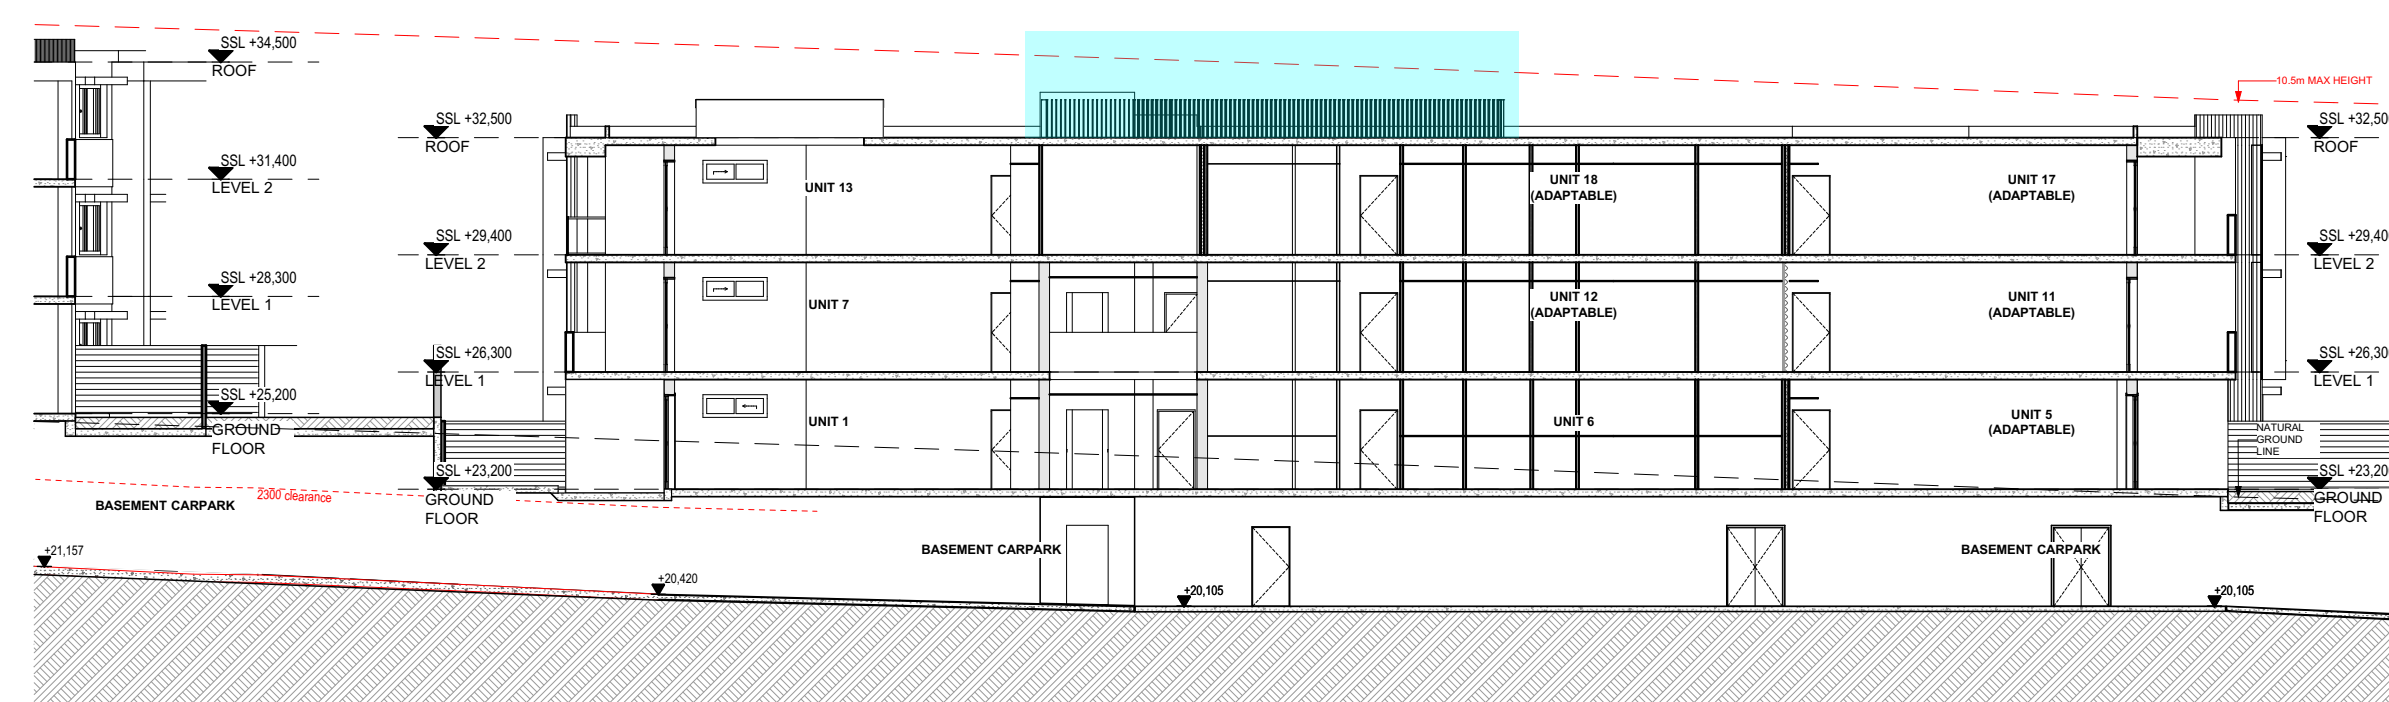 SSL +34,500
ROOF
10.5m MAX HEIGHT
SSL +32,500
ROOF
SSL +32,500
ROOF
SSL +31,400
LEVEL 2
UNIT 13
UNIT 18
(ADAPTABLE)
UNIT 17
(ADAPTABLE)
SSL +29,400
LEVEL 2
SSL +29,400
LEVEL 2
SSL +28,300
LEVEL 1
UNIT 7
UNIT 12
(ADAPTABLE)
UNIT 11
(ADAPTABLE)
SSL +26,300
LEVEL 1
SSL +26,300
LEVEL 1
SSL +25,200
GROUND
FLOOR
UNIT 1
UNIT 6
UNIT 5
(ADAPTABLE)
NATURAL
GROUND
LINE
SSL +23,200
GROUND
FLOOR
SSL +23,200
GROUND
FLOOR
2300 clearance
BASEMENT CARPARK
BASEMENT CARPARK
BASEMENT CARPARK
+21,157
+20,420
+20,105
+20,105